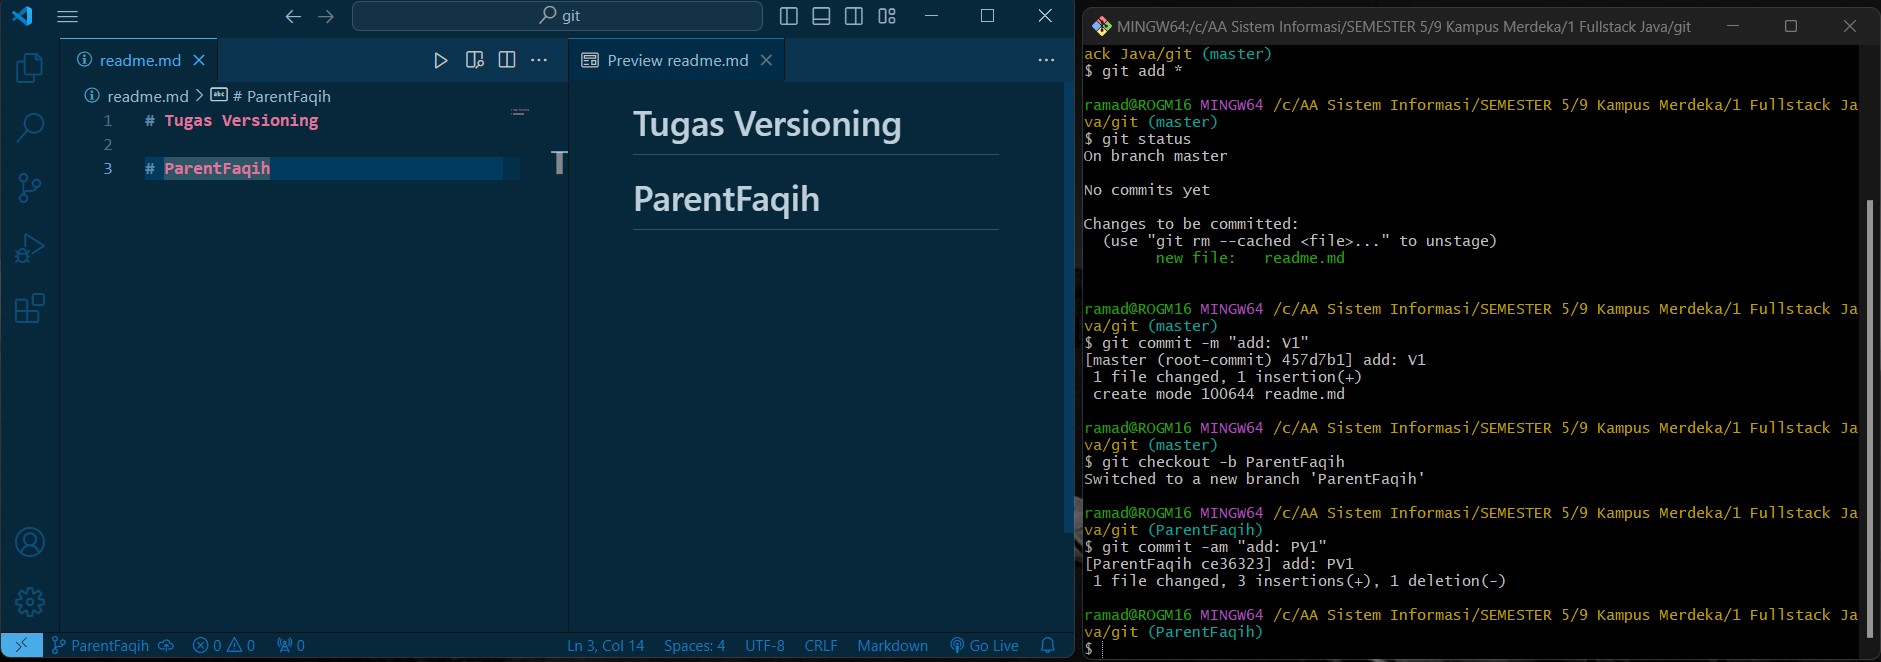 git
readme.md
Preview readme.md
readme.md > # ParentFaqih
1 # Tugas Versioning
2
3 # ParentFaqih
Tugas Versioning
ParentFaqih
ParentFaqih
0 0
0
Ln 3, Col 14
Spaces: 4
UTF-8
CRLF
Markdown
Go Live
MINGW64:/c/AA Sistem Informasi/SEMESTER 5/9 Kampus Merdeka/1 Fullstack Java/git
ack Java/git (master)
$ git add *
ramad@ROGM16 MINGW64 /c/AA Sistem Informasi/SEMESTER 5/9 Kampus Merdeka/1 Fullstack Ja
va/git (master)
$ git status
On branch master
No commits yet
Changes to be committed:
(use "git rm --cached <file>..." to unstage)
new file:   readme.md
ramad@ROGM16 MINGW64 /c/AA Sistem Informasi/SEMESTER 5/9 Kampus Merdeka/1 Fullstack Ja
va/git (master)
$ git commit -m "add: V1"
[master (root-commit) 457d7b1] add: V1
1 file changed, 1 insertion(+)
create mode 100644 readme.md
ramad@ROGM16 MINGW64 /c/AA Sistem Informasi/SEMESTER 5/9 Kampus Merdeka/1 Fullstack Ja
va/git (master)
$ git checkout -b ParentFaqih
Switched to a new branch 'ParentFaqih'
ramad@ROGM16 MINGW64 /c/AA Sistem Informasi/SEMESTER 5/9 Kampus Merdeka/1 Fullstack Ja
va/git (ParentFaqih)
$ git commit -am "add: PV1"
[ParentFaqih ce36323] add: PV1
1 file changed, 3 insertions(+), 1 deletion(-)
ramad@ROGM16 MINGW64 /c/AA Sistem Informasi/SEMESTER 5/9 Kampus Merdeka/1 Fullstack Ja
va/git (ParentFaqih)
$